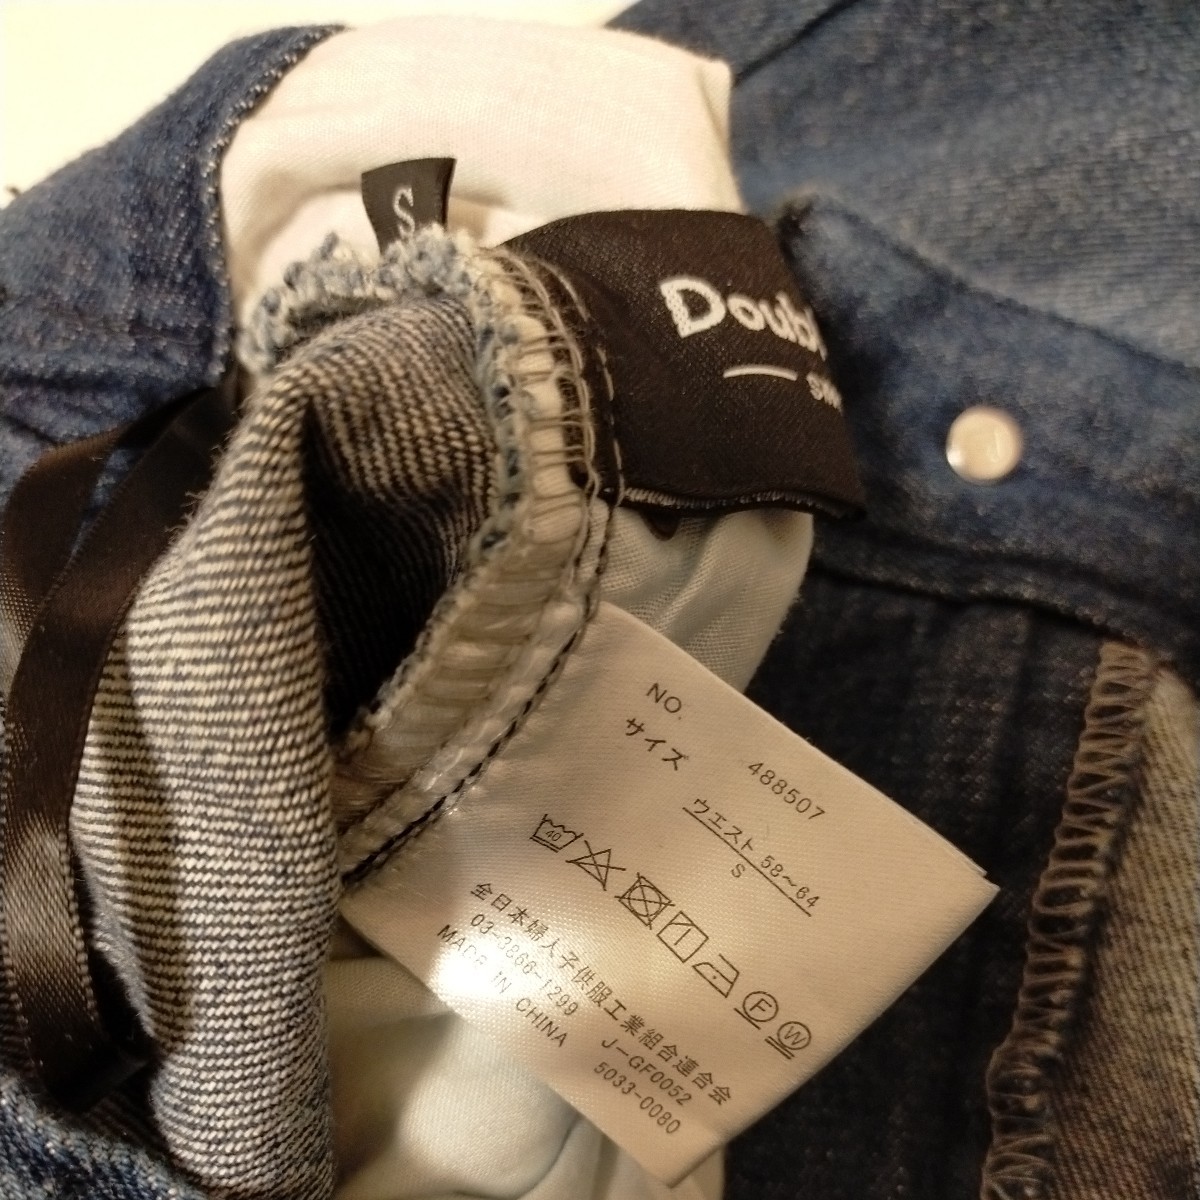 S
NO.
488507
サイズ
ウエスト 58～64
S
40
F
W
全日本婦人子供服工業組合連合会
03-3866-1299
J-GF0052
MADE IN CHINA
5033-0080